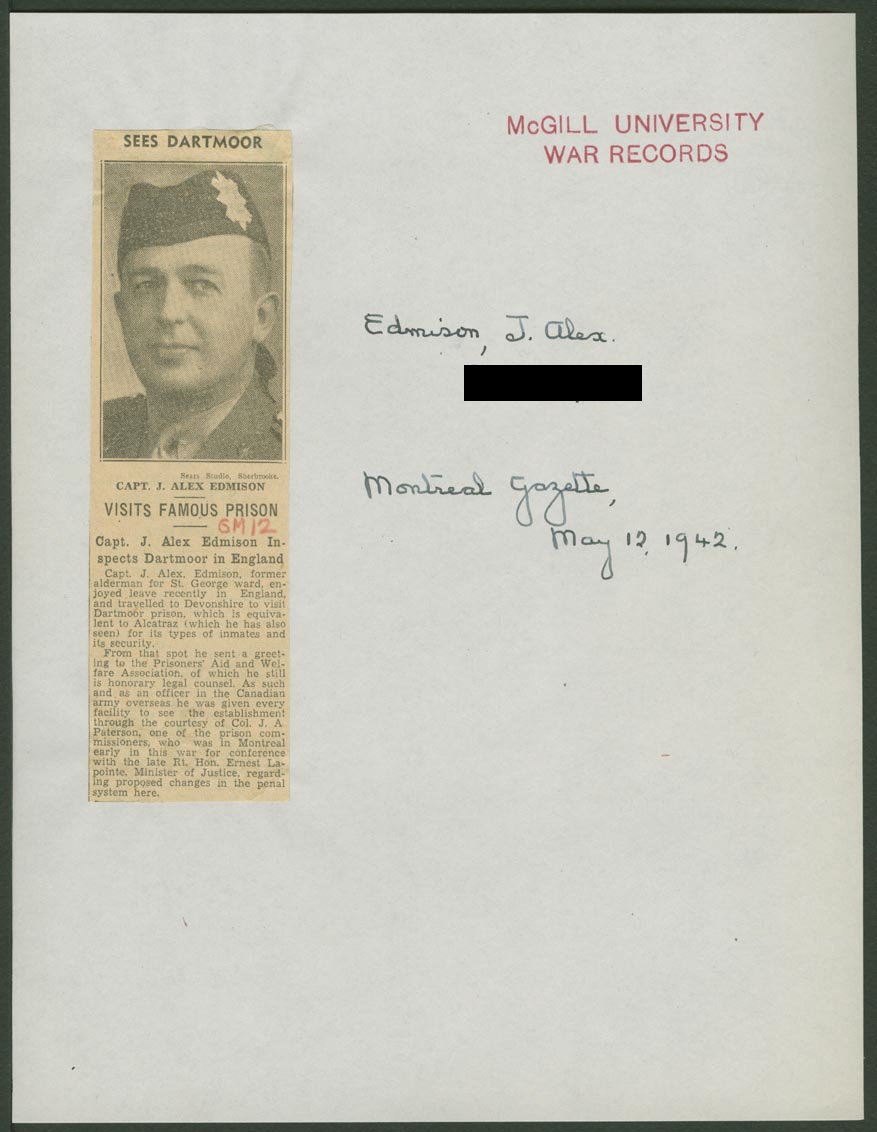 McGILL UNIVERSITY
WAR RECORDS
SEES DARTMOOR
Sears Studio, Sherbrooke.
CAPT. J. ALEX EDMISON
VISITS FAMOUS PRISON
GM12
Capt. J. Alex Edmison In-
spects Dartmoor in England
Capt. J. Alex. Edmison, former
alderman for St. George ward, en-
joyed leave recently in England,
and travelled to Devonshire to visit
Dartmoor prison, which is equiva-
lent to Alcatraz (which he has also
seen) for its types of inmates and
its security.
From that spot he sent a greet-
ing to the Prisoners' Aid and Wel-
fare Association, of which he still
is honorary legal counsel. As such
and as an officer in the Canadian
army overseas he was given every
facility to see the establishment
through the courtesy of Col. J. A.
Paterson, one of the prison com-
missioners, who was in Montreal
early in this war for conference
with the late Rt. Hon. Ernest La-
pointe, Minister of Justice, regard-
ing proposed changes in the penal
system here.
Edmison, J. Alex.
Montreal Gazette,
May 12, 1942.